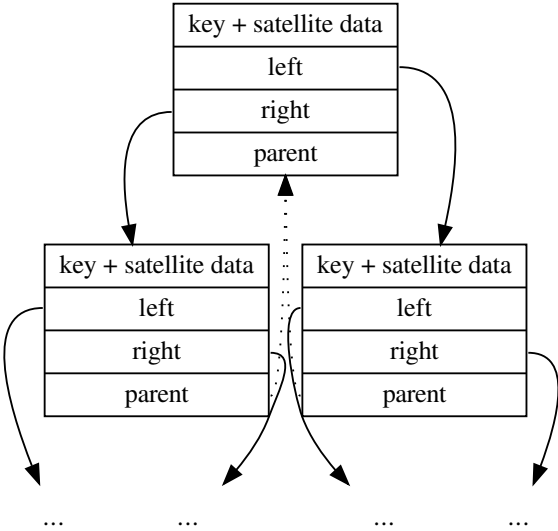 key + satellite data
left
right
parent
key + satellite data
left
right
parent
key + satellite data
left
right
parent
...
...
...
...